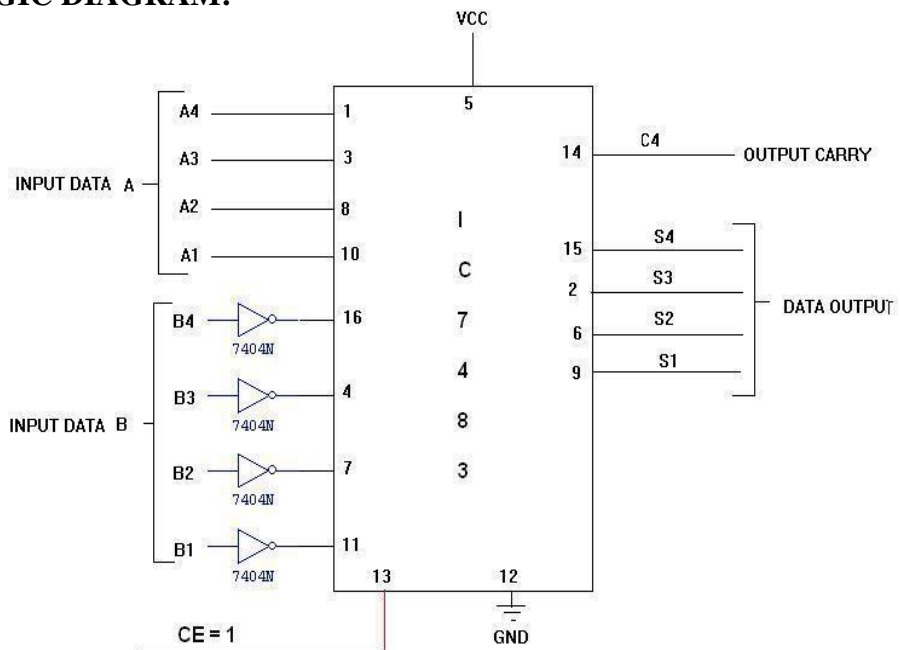 GIC DIAGRAM:
VCC
5
A4
1
A3
3
INPUT DATA A
A2
8
A1
10
14
C4
OUTPUT CARRY
15
S4
2
S3
6
S2
9
S1
DATA OUTPUT
I
C
7
4
8
3
B4
7404N
16
B3
7404N
4
INPUT DATA B
B2
7404N
7
B1
7404N
11
13
12
CE = 1
GND